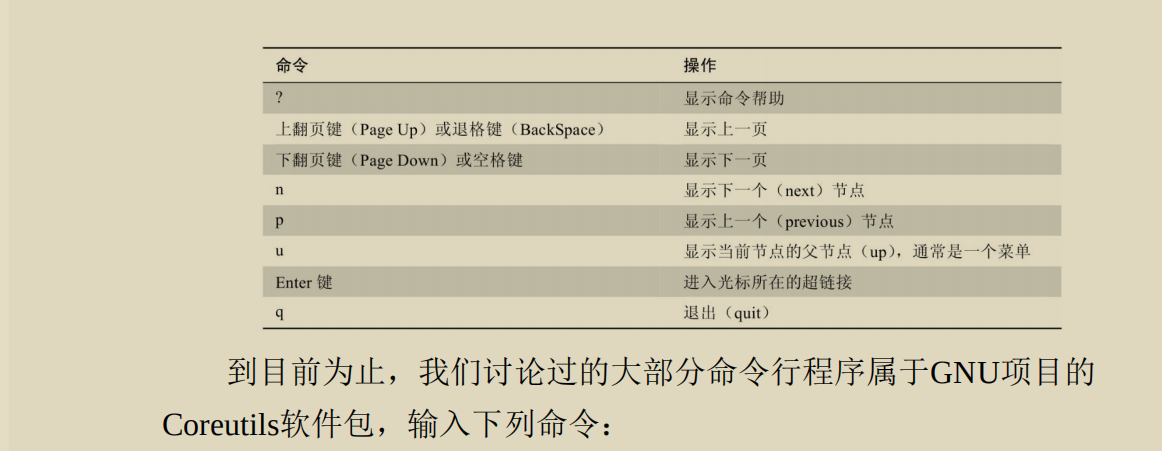 命令 操作
? 显示命令帮助
上翻页键（Page Up）或退格键（BackSpace） 显示上一页
下翻页键（Page Down）或空格键 显示下一页
n 显示下一个（next）节点
p 显示上一个（previous）节点
u 显示当前节点的父节点（up），通常是一个菜单
Enter 键 进入光标所在的超链接
q 退出（quit）
到目前为止，我们讨论过的大部分命令行程序属于GNU项目的
Coreutils软件包，输入下列命令：